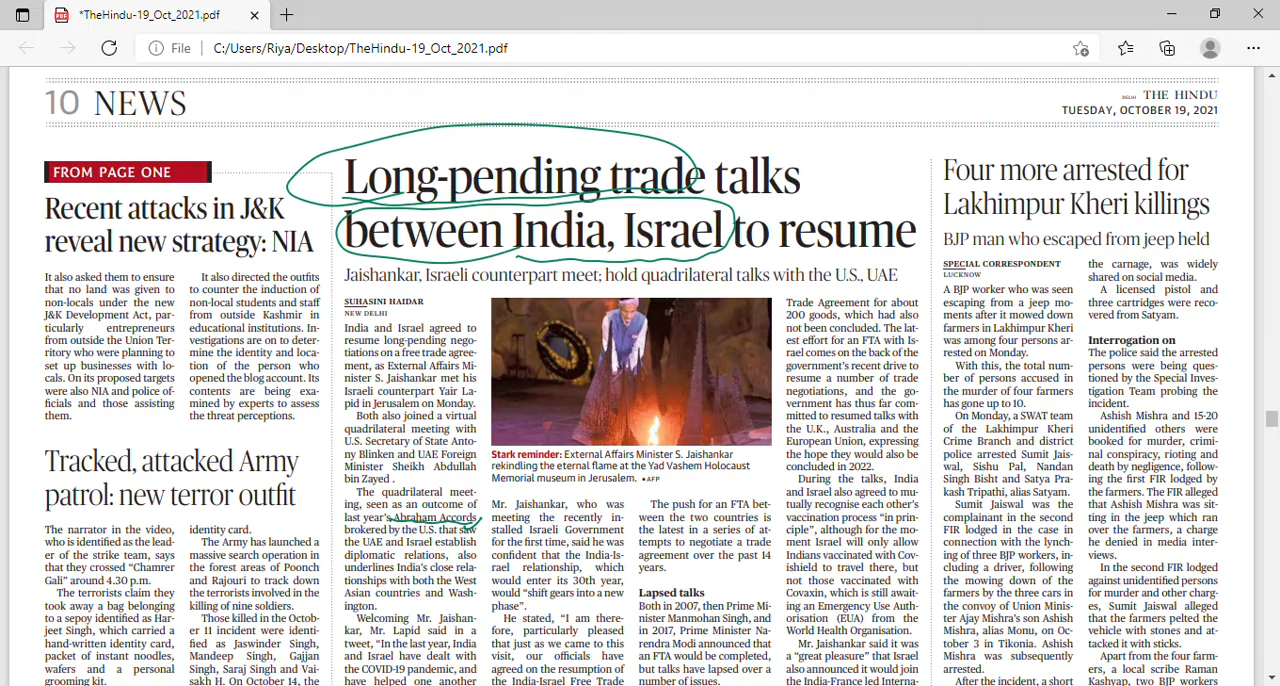 *TheHindu-19_Oct_2021.pdf
File
C:/Users/Riya/Desktop/TheHindu-19_Oct_2021.pdf
10 NEWS
DELHI THE HINDU
TUESDAY, OCTOBER 19, 2021
FROM PAGE ONE
Recent attacks in J&K
reveal new strategy: NIA
It also asked them to ensure
that no land was given to
non-locals under the new
J&K Development Act, par-
ticularly entrepreneurs
from outside the Union Ter-
ritory who were planning to
set up businesses with lo-
cals. On its proposed targets
were also NIA and police of-
ficials and those assisting
them.
It also directed the outfits
to counter the induction of
non-local students and staff
from outside Kashmir in
educational institutions. In-
vestigations are on to deter-
mine the identity and loca-
tion of the person who
opened the blog account. Its
contents are being exa-
mined by experts to assess
the threat perceptions.
Tracked, attacked Army
patrol: new terror outfit
The narrator in the video,
who is identified as the lead-
er of the strike team, says
that they crossed “Chamrer
Gali” around 4.30 p.m.
The terrorists claim they
took away a bag belonging
to a sepoy identified as Har-
jeet Singh, which carried a
hand-written identity card,
packet of instant noodles,
wafers and a personal
grooming kit.
identity card.
The Army has launched a
massive search operation in
the forest areas of Poonch
and Rajouri to track down
the terrorists involved in the
killing of nine soldiers.
Those killed in the Octo-
ber 11 incident were identi-
fied as Jaswinder Singh,
Mandeep Singh, Gajjan
Singh, Saraj Singh and Vai-
sakh H. On October 14, the
Long-pending trade talks
between India, Israel to resume
Jaishankar, Israeli counterpart meet; hold quadrilateral talks with the U.S., UAE
SUHASINI HAIDAR
NEW DELHI
India and Israel agreed to
resume long-pending nego-
tiations on a free trade agree-
ment, as External Affairs Mi-
nister S. Jaishankar met his
Israeli counterpart Yair La-
pid in Jerusalem on Monday.
Both also joined a virtual
quadrilateral meeting with
U.S. Secretary of State Anto-
ny Blinken and UAE Foreign
Minister Sheikh Abdullah
bin Zayed .
The quadrilateral meet-
ing, seen as an outcome of
last year’s Abraham Accords
brokered by the U.S. that saw
the UAE and Israel establish
diplomatic relations, also
underlines India’s close rela-
tionships with both the West
Asian countries and Wash-
ington.
Welcoming Mr. Jaishan-
kar, Mr. Lapid said in a
tweet, “In the last year, India
and Israel have dealt with
the COVID-19 pandemic, and
have helped one another
Stark reminder: External Affairs Minister S. Jaishankar
rekindling the eternal flame at the Yad Vashem Holocaust
Memorial museum in Jerusalem. • AFP
Mr. Jaishankar, who was
meeting the recently in-
stalled Israeli Government
for the first time, said he was
confident that the India-Is-
rael relationship, which
would enter its 30th year,
would “shift gears into a new
phase”.
He stated, “I am there-
fore, particularly pleased
that just as we came to this
visit, our officials have
agreed on the resumption of
the India-Israel Free Trade
The push for an FTA bet-
ween the two countries is
the latest in a series of at-
tempts to negotiate a trade
agreement over the past 14
years.
Lapsed talks
Both in 2007, then Prime Mi-
nister Manmohan Singh, and
in 2017, Prime Minister Na-
rendra Modi announced that
an FTA would be completed,
but talks have lapsed over a
number of issues.
Trade Agreement for about
200 goods, which had also
not been concluded. The lat-
est effort for an FTA with Is-
rael comes on the back of the
government’s recent drive to
resume a number of trade
negotiations, and the go-
vernment has thus far com-
mitted to resumed talks with
the U.K., Australia and the
European Union, expressing
the hope they would also be
concluded in 2022.
During the talks, India
and Israel also agreed to mu-
tually recognise each other’s
vaccination process “in prin-
ciple”, although for the mo-
ment Israel will only allow
Indians vaccinated with Cov-
ishield to travel there, but
not those vaccinated with
Covaxin, which is still await-
ing an Emergency Use Auth-
orisation (EUA) from the
World Health Organisation.
Mr. Jaishankar said it was
a “great pleasure” that Israel
also announced it would join
the India-France led Interna-
Four more arrested for
Lakhimpur Kheri killings
BJP man who escaped from jeep held
SPECIAL CORRESPONDENT
LUCKNOW
A BJP worker who was seen
escaping from a jeep mo-
ments after it mowed down
farmers in Lakhimpur Kheri
was among four persons ar-
rested on Monday.
With this, the total num-
ber of persons accused in
the murder of four farmers
has gone up to 10.
On Monday, a SWAT team
of the Lakhimpur Kheri
Crime Branch and district
police arrested Sumit Jais-
wal, Sishu Pal, Nandan
Singh Bisht and Satya Pra-
kash Tripathi, alias Satyam.
Sumit Jaiswal was the
complainant in the second
FIR lodged in the case in
connection with the lynch-
ing of three BJP workers, in-
cluding a driver, following
the mowing down of the
farmers by the three cars in
the convoy of Union Minis-
ter Ajay Mishra’s son Ashish
Mishra, alias Monu, on Oc-
tober 3 in Tikonia. Ashish
Mishra was subsequently
arrested.
After the incident, a short
the carnage, was widely
shared on social media.
A licensed pistol and
three cartridges were reco-
vered from Satyam.
Interrogation on
The police said the arrested
persons were being ques-
tioned by the Special Inves-
tigation Team probing the
incident.
Ashish Mishra and 15-20
unidentified others were
booked for murder, crimi-
nal conspiracy, rioting and
death by negligence, follow-
ing the first FIR lodged by
the farmers. The FIR alleged
that Ashish Mishra was sit-
ting in the jeep which ran
over the farmers, a charge
he denied in media inter-
views.
In the second FIR lodged
against unidentified persons
for murder and other charg-
es, Sumit Jaiswal alleged
that the farmers pelted the
vehicle with stones and at-
tacked it with sticks.
Apart from the four farm-
ers, a local scribe Raman
Kashyap, two BJP workers